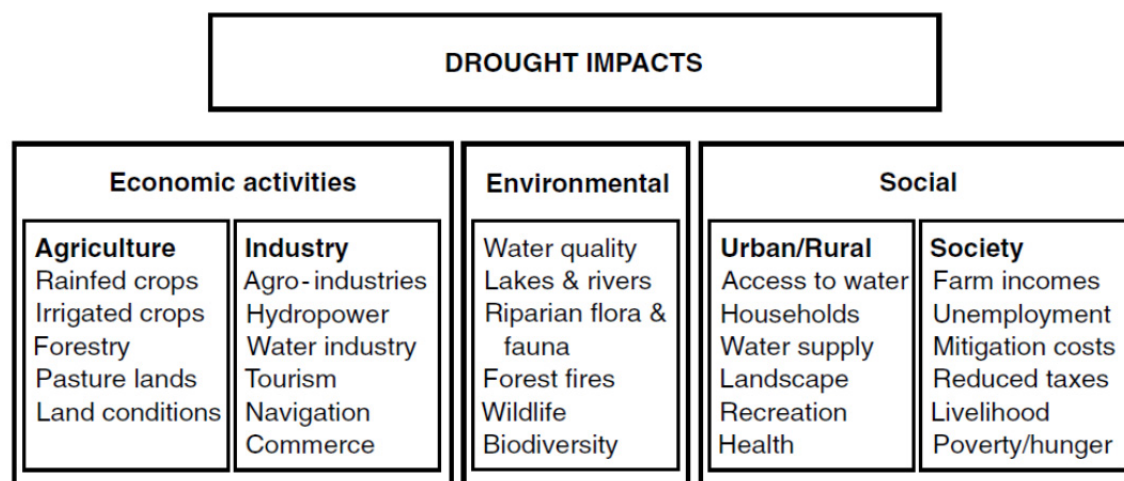 DROUGHT IMPACTS
Economic activities
Agriculture
Rainfed crops
Irrigated crops
Forestry
Pasture lands
Land conditions
Industry
Agro-industries
Hydropower
Water industry
Tourism
Navigation
Commerce
Environmental
Water quality
Lakes & rivers
Riparian flora &
fauna
Forest fires
Wildlife
Biodiversity
Social
Urban/Rural
Access to water
Households
Water supply
Landscape
Recreation
Health
Society
Farm incomes
Unemployment
Mitigation costs
Reduced taxes
Livelihood
Poverty/hunger